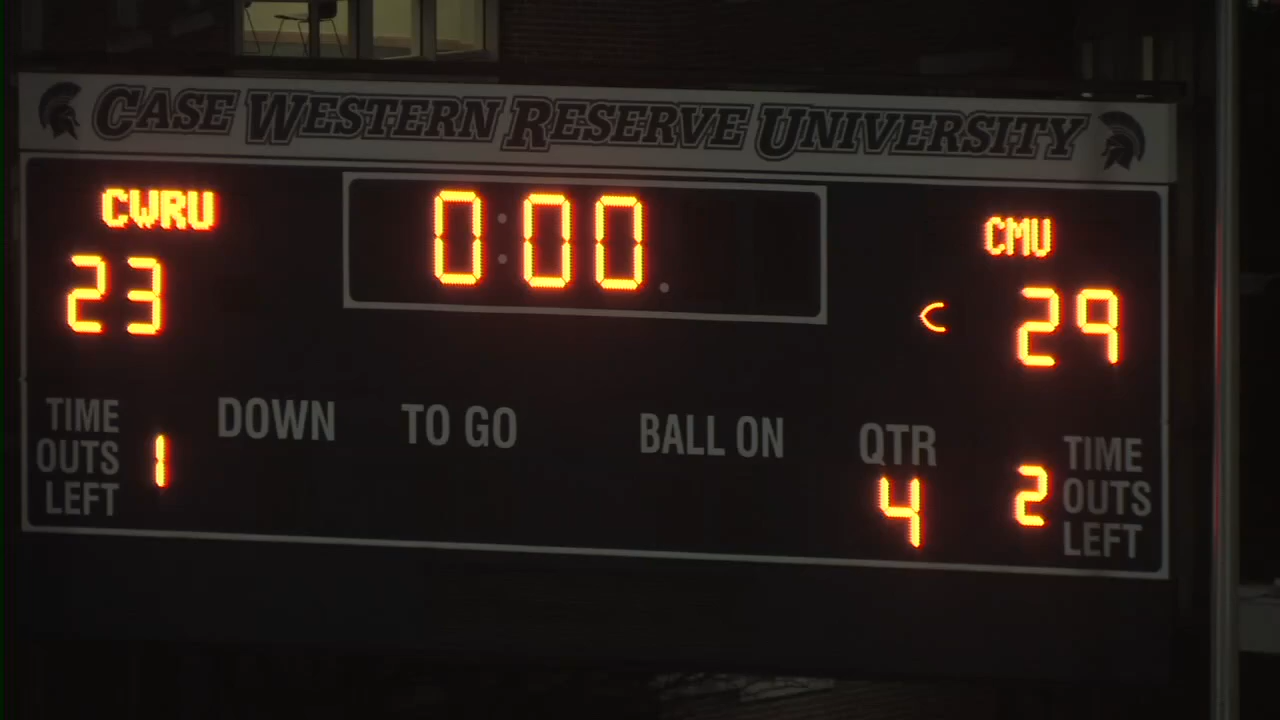 CASE WESTERN RESERVE UNIVERSITY
CWRU 0:00. CMU
23 29
TIME OUTS LEFT 1
DOWN TO GO BALL ON QTR 4
2 TIME OUTS LEFT